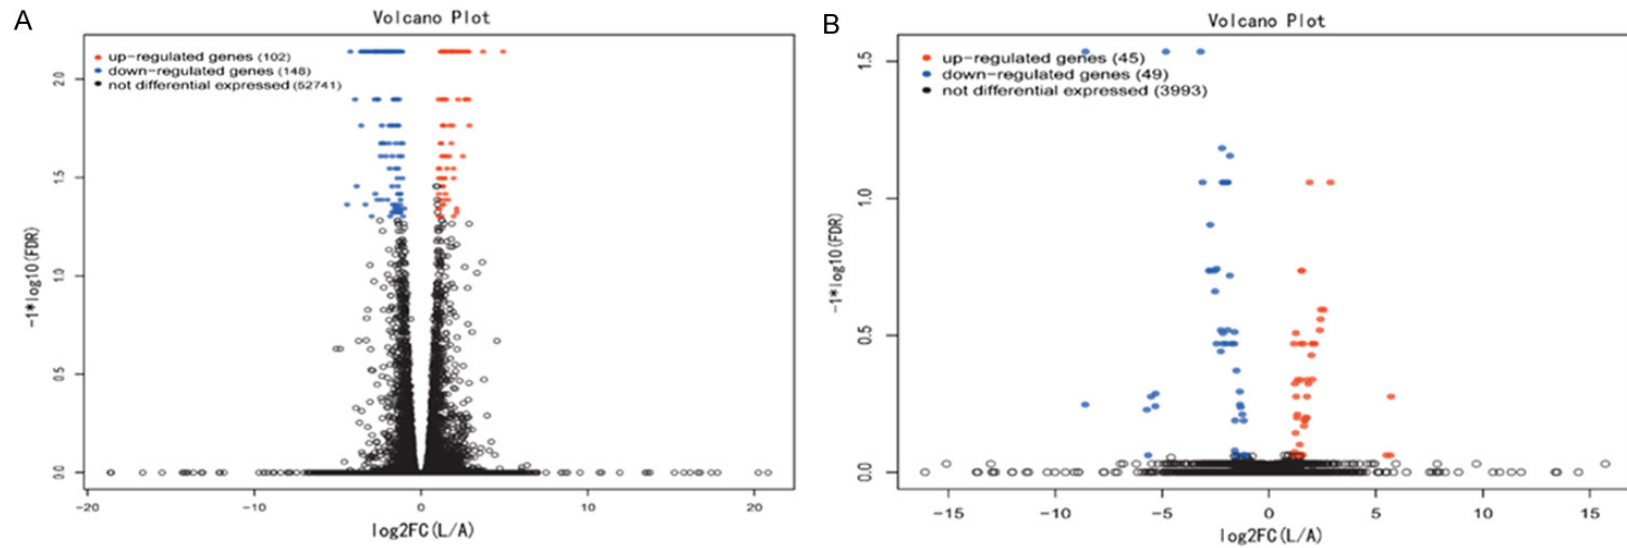 A
Volcano Plot
up-regulated genes (102)
down-regulated genes (148)
not differential expressed (52741)
2.0
1.5
1.0
0.5
0.0
-1*log10(FDR)
-20 -10 0 10 20
log2FC(L/A)
B
Volcano Plot
up-regulated genes (45)
down-regulated genes (49)
not differential expressed (3993)
1.5
1.0
0.5
0.0
-1*log10(FDR)
-15 -10 -5 0 5 10 15
log2FC(L/A)